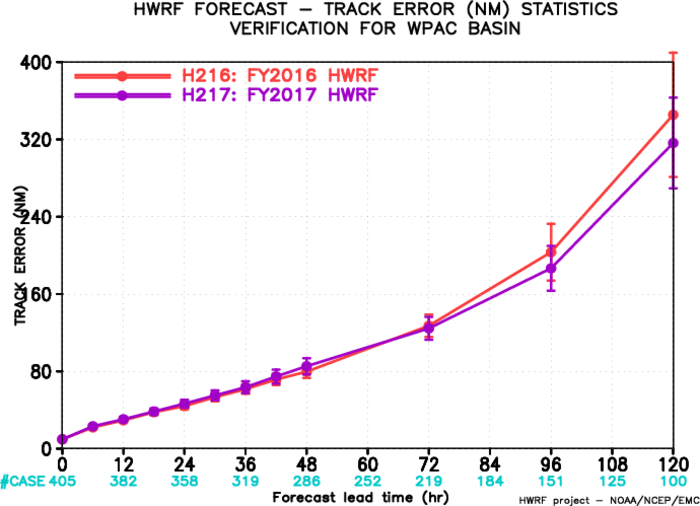 HWRF FORECAST – TRACK ERROR (NM) STATISTICS
VERIFICATION FOR WPAC BASIN
H216: FY2016 HWRF
H217: FY2017 HWRF
TRACK ERROR (NM)
400
320
240
160
80
0
0 12 24 36 48 60 72 84 96 108 120
#CASE 405 382 358 319 286 252 219 184 151 125 100
Forecast lead time (hr)
HWRF project – NOAA/NCEP/EMC